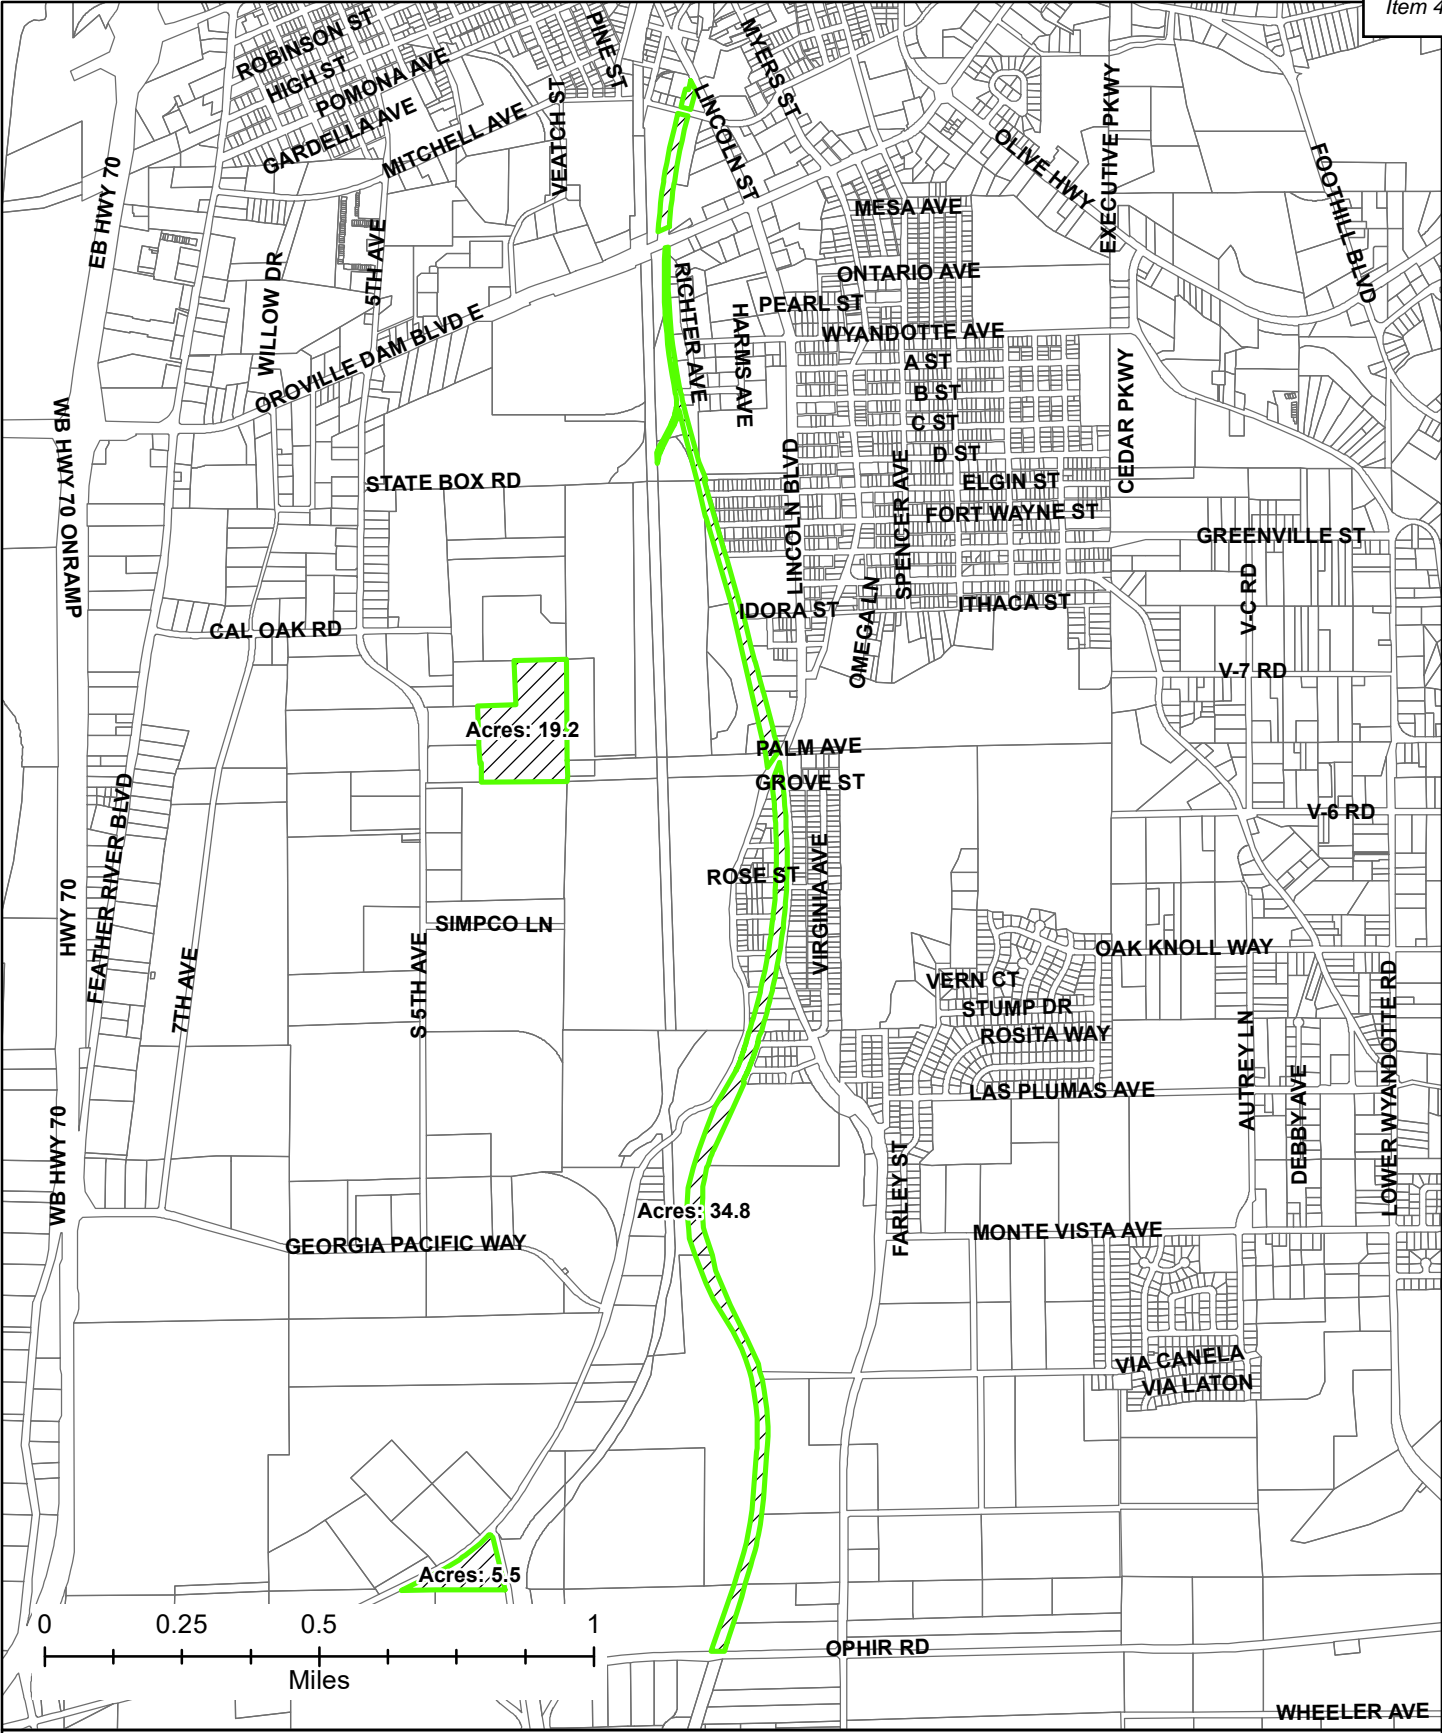 Item 4
ROBINSON ST
HIGH ST
POMONA AVE
GARDELLA AVE
MITCHELL AVE
VEATCH ST
PINE ST
MYERS ST
LINCOLN ST
OLIVE HWY
EXECUTIVE PKWY
FOOTHILL BLVD
EB HWY 70
WILLOW DR
5TH AVE
MESA AVE
ONTARIO AVE
PEARL ST
WYANDOTTE AVE
RICHTER AVE
HARMS AVE
OROVILLE DAM BLVD E
A ST
B ST
C ST
D ST
ELGIN ST
FORT WAYNE ST
CEDAR PKWY
WB HWY 70 ONRAMP
STATE BOX RD
LINCOLN BLVD
SPENCER AVE
GREENVILLE ST
V-C RD
IDORA ST
OMEGA LN
ITHACA ST
CAL OAK RD
V-7 RD
Acres: 19.2
PALM AVE
GROVE ST
V-6 RD
FEATHER RIVER BLVD
ROSE ST
VIRGINIA AVE
HWY 70
SIMPCO LN
7TH AVE
S 5TH AVE
OAK KNOLL WAY
VERN CT
STUMP DR
ROSITA WAY
LAS PLUMAS AVE
AUTREY LN
DEBBY AVE
LOWER WYANDOTTE RD
WB HWY 70
FARLEY ST
Acres: 34.8
MONTE VISTA AVE
GEORGIA PACIFIC WAY
VIA CANELA
VIA LATON
Acres: 5.5
0 0.25 0.5 1
Miles
OPHIR RD
WHEELER AVE